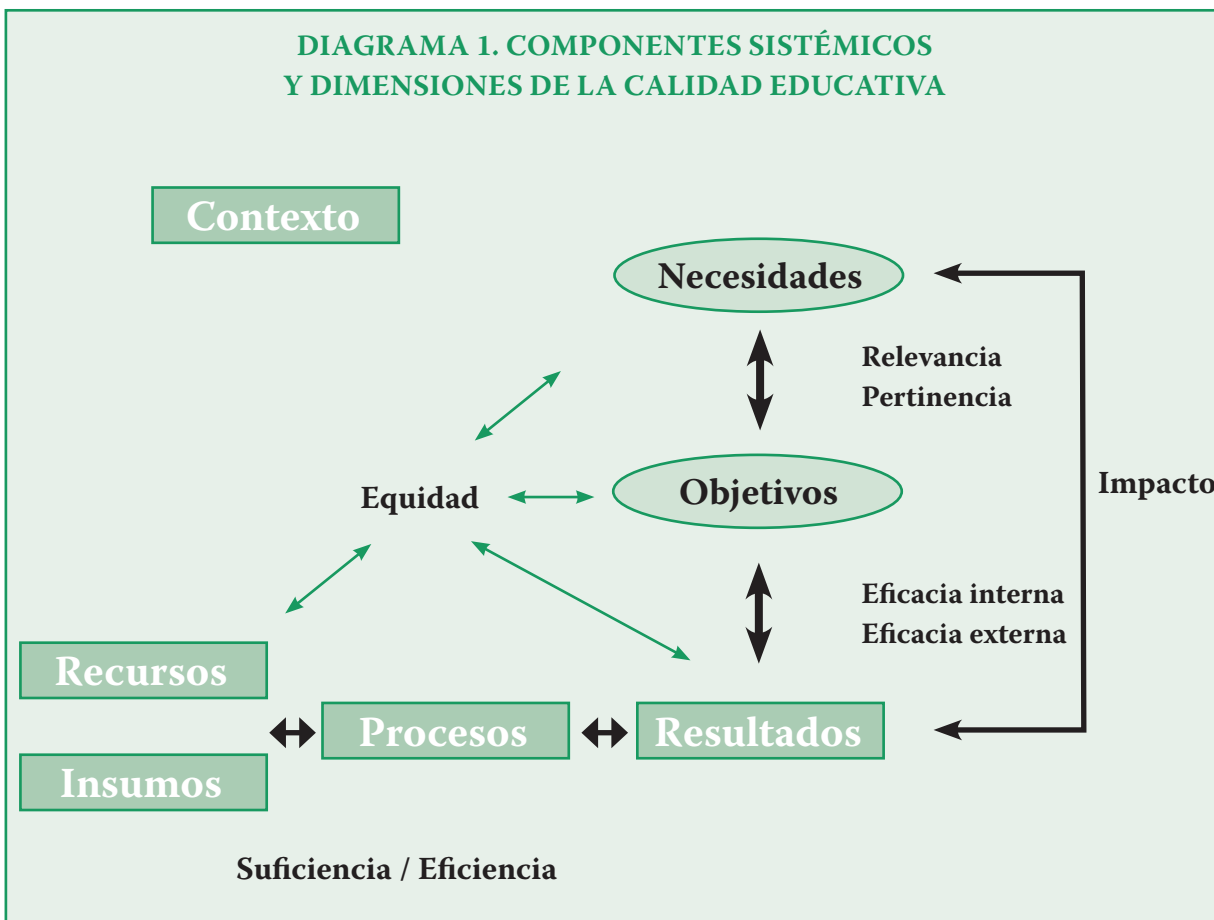 DIAGRAMA 1. COMPONENTES SISTÉMICOS
Y DIMENSIONES DE LA CALIDAD EDUCATIVA
Contexto
Necesidades
Relevancia
Pertinencia
Equidad
Objetivos
Impacto
Eficacia interna
Eficacia externa
Recursos
Procesos
Resultados
Insumos
Suficiencia / Eficiencia